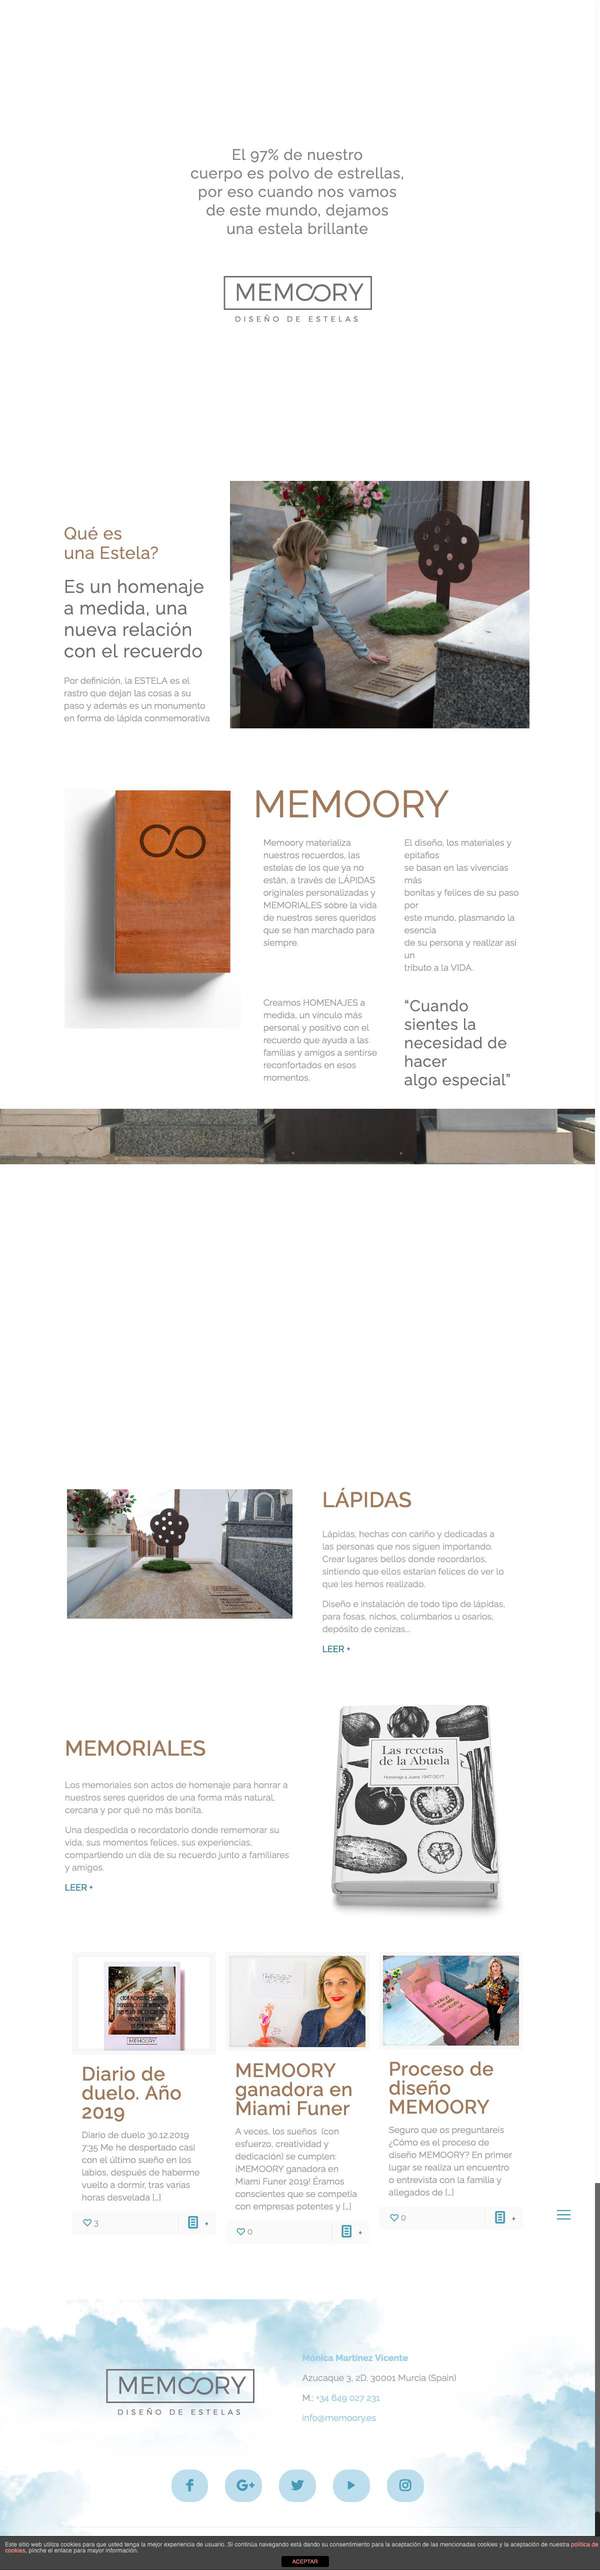 El 97% de nuestro
cuerpo es polvo de estrellas,
por eso cuando nos vamos
de este mundo, dejamos
una estela brillante
MEMOORY
DISEÑO DE ESTELAS
Qué es
una Estela?
Es un homenaje
a medida, una
nueva relación
con el recuerdo
Por definición, la ESTELA es el
rastro que dejan las cosas a su
paso y además es un monumento
en forma de lápida conmemorativa
MEMOORY
Memoory materializa
nuestros recuerdos, las
estelas de los que ya no
están, a través de LÁPIDAS
originales personalizadas y
MEMORIALES sobre la vida
de nuestros seres queridos
que se han marchado para
siempre.
El diseño, los materiales y
epitafios
se basan en las vivencias
más
bonitas y felices de su paso
por
este mundo, plasmando la
esencia
de su persona y realizar así
un
tributo a la VIDA.
Creamos HOMENAJES a
medida, un vínculo más
personal y positivo con el
recuerdo que ayuda a las
familias y amigos a sentirse
reconfortados en esos
momentos.
“Cuando
sientes la
necesidad de
hacer
algo especial”
LÁPIDAS
Lápidas, hechas con cariño y dedicadas a
las personas que nos siguen importando.
Crear lugares bellos donde recordarlos,
sintiendo que ellos estarían felices de ver lo
que les hemos realizado.
Diseño e instalación de todo tipo de lápidas,
para fosas, nichos, columbarios u osarios,
depósito de cenizas...
LEER +
MEMORIALES
Los memoriales son actos de homenaje para honrar a
nuestros seres queridos de una forma más natural,
cercana y por qué no más bonita.
Una despedida o recordatorio donde rememorar su
vida, sus momentos felices, sus experiencias,
compartiendo un día de su recuerdo junto a familiares
y amigos.
LEER +
Las recetas
de la Abuela
MEMOORY
Diario de
duelo. Año
2019
Diario de duelo 30.12.2019
7:35 Me he despertado casi
con el último sueño en los
labios, después de haberme
vuelto a dormir, tras varias
horas desvelada […]
3
+
MEMOORY
ganadora en
Miami Funer
A veces, los sueños (con
esfuerzo, creatividad y
dedicación) se cumplen:
¡MEMOORY ganadora en
Miami Funer 2019! Éramos
conscientes que se competía
con empresas potentes y […]
0
+
Proceso de
diseño
MEMOORY
Seguro que os preguntareís
¿Cómo es el proceso de
diseño MEMOORY? En primer
lugar se realiza un encuentro
o entrevista con la familia y
allegados de […]
0
+
MEMOORY
DISEÑO DE ESTELAS
Mónica Martínez Vicente
Azucaque 3, 2D, 30001 Murcia (Spain)
M.: +34 649 027 231
info@memoory.es
Este sitio web utiliza cookies para que usted tenga la mejor experiencia de usuario. Si continúa navegando está dando su consentimiento para la aceptación de las mencionadas cookies y la aceptación de nuestra política de
cookies, pinche el enlace para mayor información.
ACEPTAR